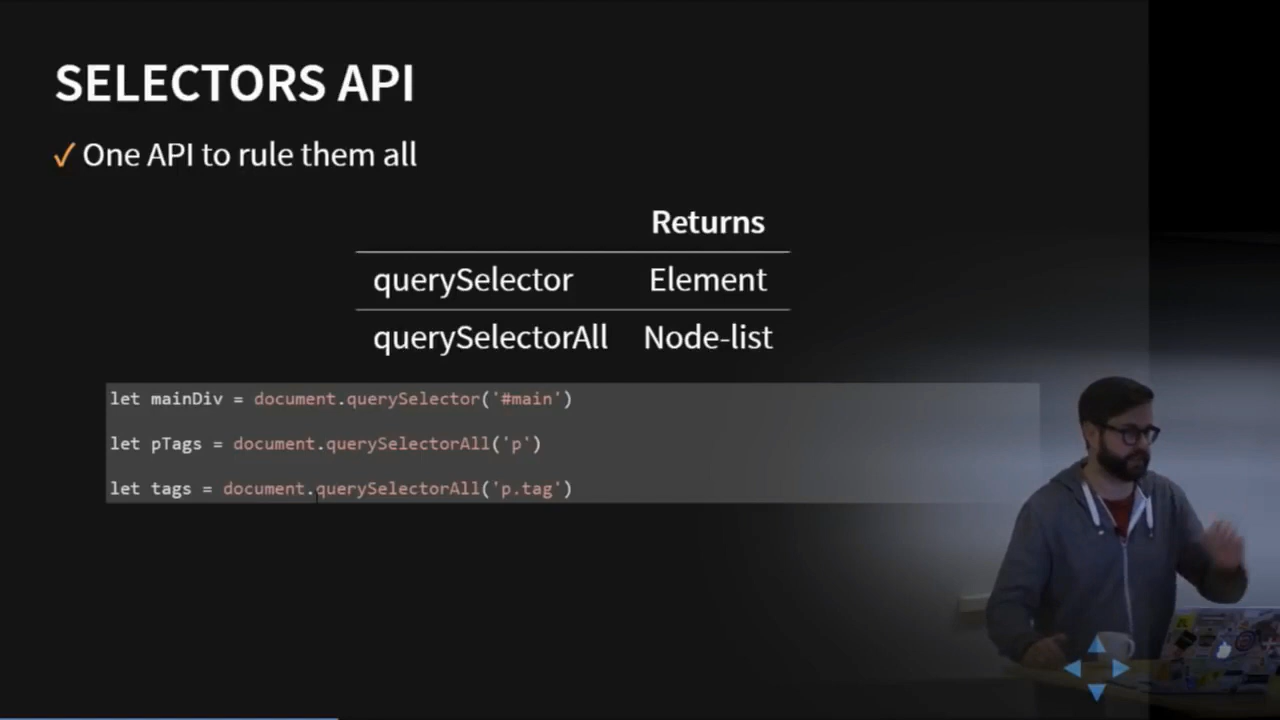 SELECTORS API
✓ One API to rule them all
Returns
querySelector Element
querySelectorAll Node-list
let mainDiv = document.querySelector('#main')
let pTags = document.querySelectorAll('p')
let tags = document.querySelectorAll('p.tag')